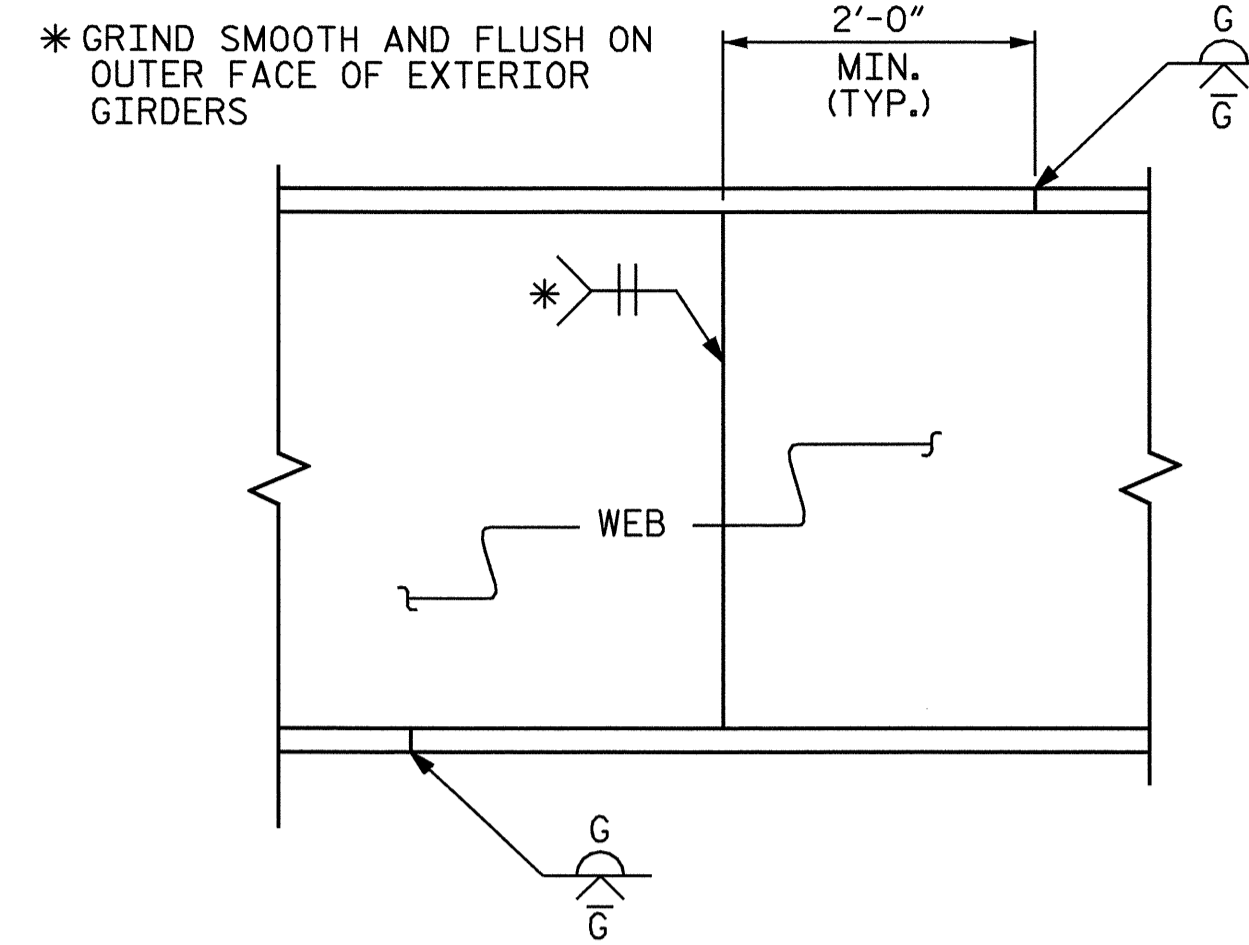 * GRIND SMOOTH AND FLUSH ON
OUTER FACE OF EXTERIOR
GIRDERS
2'-0"
MIN.
(TYP.)
G
G
*
WEB
G
G